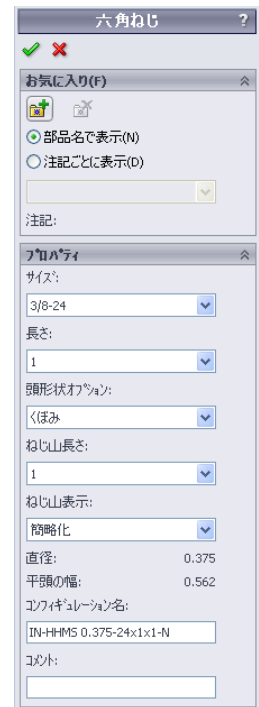 六角ねじ ?
お気に入り(F)
部品名で表示(N)
注記ごとに表示(D)
注記:
ﾌﾟﾛﾊﾟﾃｨ
ｻｲｽﾞ:
3/8-24
長さ:
1
頭形状ｵﾌﾟｼｮﾝ:
くぼみ
ねじ山長さ:
1
ねじ山表示:
簡略化
直径: 0.375
平頭の幅: 0.562
ｺﾝﾌｨｷﾞｭﾚｰｼｮﾝ名:
IN-HHMS 0.375-24x1x1-N
ｺﾒﾝﾄ: